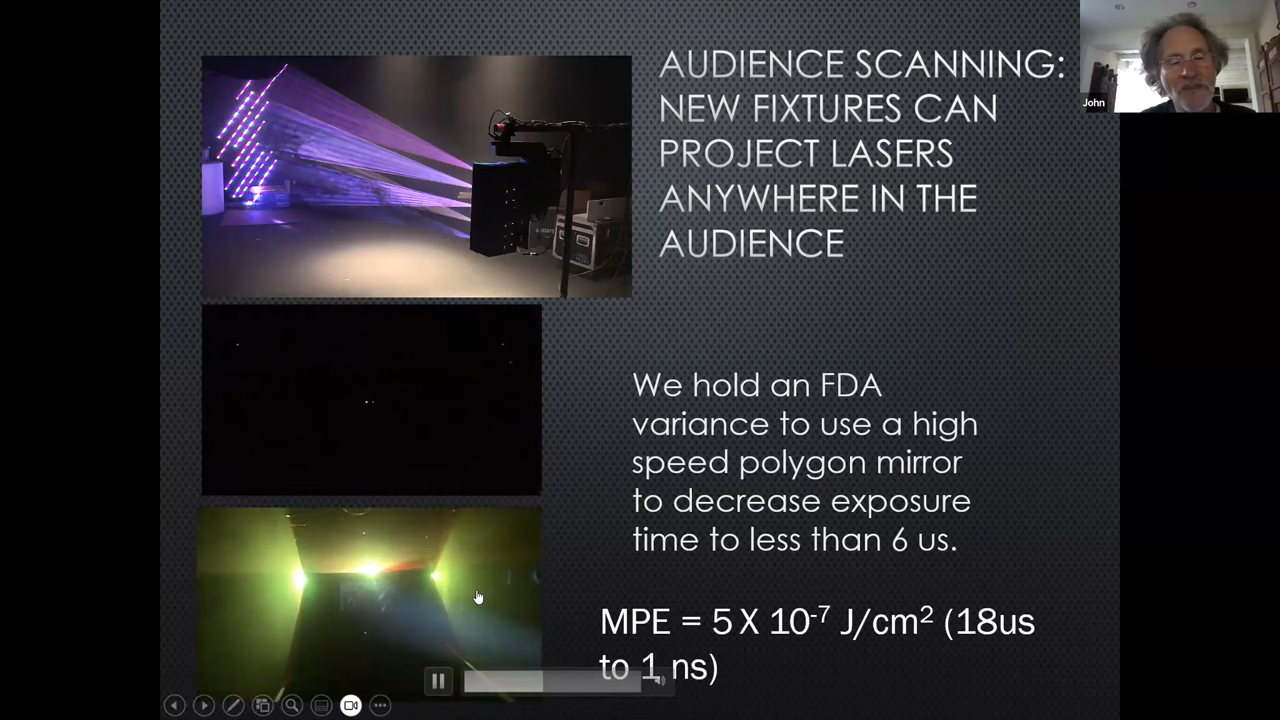 AUDIENCE SCANNING:
NEW FIXTURES CAN
PROJECT LASERS
ANYWHERE IN THE
AUDIENCE
John
We hold an FDA
variance to use a high
speed polygon mirror
to decrease exposure
time to less than 6 us.
MPE = 5 X 10⁻⁷ J/cm² (18us
to 1 ns)